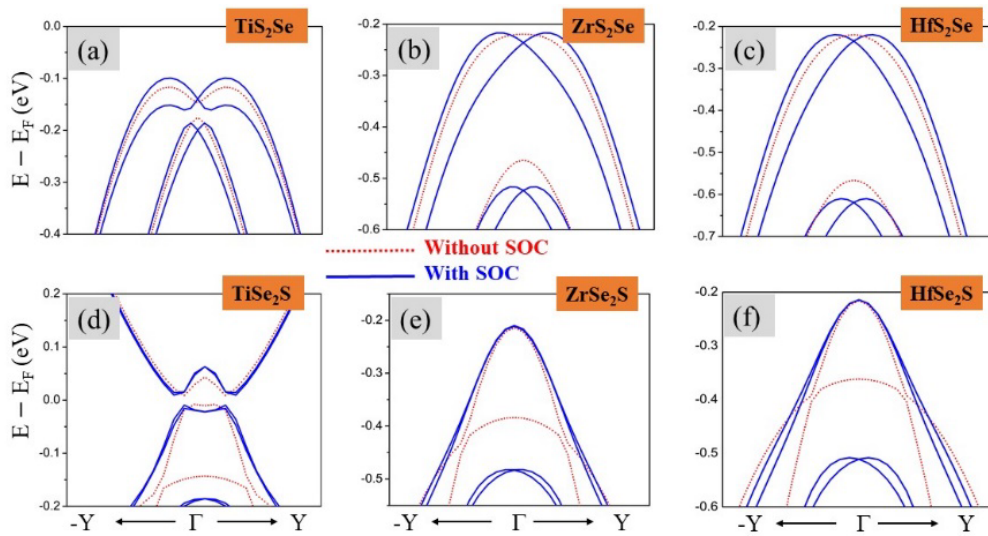 TiS₂Se
ZrS₂Se
HfS₂Se
(a)
(b)
(c)
E − E_F (eV)
0.0
-0.1
-0.2
-0.3
-0.4
-0.2
-0.3
-0.4
-0.5
-0.6
-0.2
-0.3
-0.4
-0.5
-0.6
-0.7
Without SOC
With SOC
TiSe₂S
ZrSe₂S
HfSe₂S
(d)
(e)
(f)
E − E_F (eV)
0.2
0.1
0.0
-0.1
-0.2
-0.2
-0.3
-0.4
-0.5
-0.2
-0.3
-0.4
-0.5
-0.6
-Y Γ Y
-Y Γ Y
-Y Γ Y